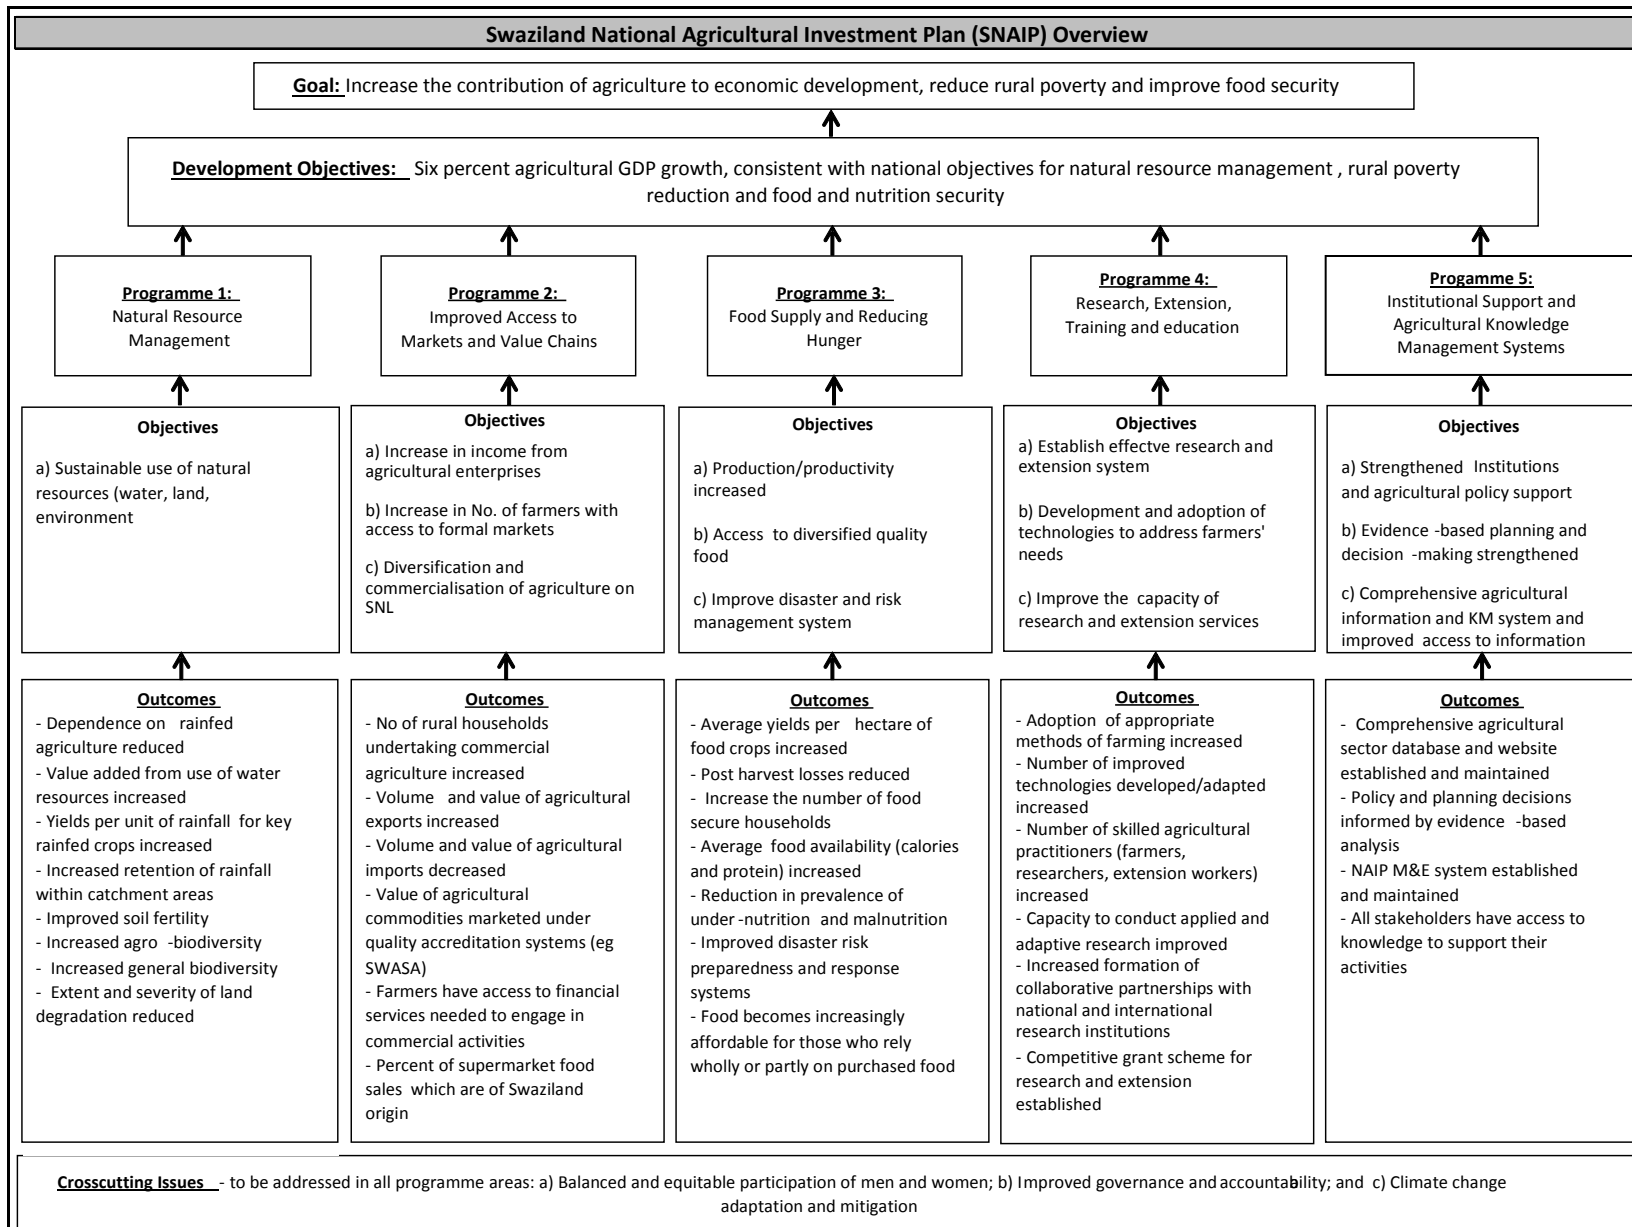 Swaziland National Agricultural Investment Plan (SNAIP) Overview
Goal: Increase the contribution of agriculture to economic development, reduce rural poverty and improve food security
Development Objectives: Six percent agricultural GDP growth, consistent with national objectives for natural resource management , rural poverty
reduction and food and nutrition security
Programme 1:
Natural Resource
Management
Programme 2:
Improved Access to
Markets and Value Chains
Programme 3:
Food Supply and Reducing
Hunger
Programme 4:
Research, Extension,
Training and education
Progamme 5:
Institutional Support and
Agricultural Knowledge
Management Systems
Objectives
a) Sustainable use of natural
resources (water, land,
environment
Objectives
a) Increase in income from
agricultural enterprises
b) Increase in No. of farmers with
access to formal markets
c) Diversification and
commercialisation of agriculture on
SNL
Objectives
a) Production/productivity
increased
b) Access to diversified quality
food
c) Improve disaster and risk
management system
Objectives
a) Establish effectve research and
extension system
b) Development and adoption of
technologies to address farmers'
needs
c) Improve the capacity of
research and extension services
Objectives
a) Strengthened Institutions
and agricultural policy support
b) Evidence -based planning and
decision -making strengthened
c) Comprehensive agricultural
information and KM system and
improved access to information
Outcomes
- Dependence on rainfed
agriculture reduced
- Value added from use of water
resources increased
- Yields per unit of rainfall for key
rainfed crops increased
- Increased retention of rainfall
within catchment areas
- Improved soil fertility
- Increased agro -biodiversity
- Increased general biodiversity
- Extent and severity of land
degradation reduced
Outcomes
- No of rural households
undertaking commercial
agriculture increased
- Volume and value of agricultural
exports increased
- Volume and value of agricultural
imports decreased
- Value of agricultural
commodities marketed under
quality accreditation systems (eg
SWASA)
- Farmers have access to financial
services needed to engage in
commercial activities
- Percent of supermarket food
sales which are of Swaziland
origin
Outcomes
- Average yields per hectare of
food crops increased
- Post harvest losses reduced
- Increase the number of food
secure households
- Average food availability (calories
and protein) increased
- Reduction in prevalence of
under -nutrition and malnutrition
- Improved disaster risk
preparedness and response
systems
- Food becomes increasingly
affordable for those who rely
wholly or partly on purchased food
Outcomes
- Adoption of appropriate
methods of farming increased
- Number of improved
technologies developed/adapted
increased
- Number of skilled agricultural
practitioners (farmers,
researchers, extension workers)
increased
- Capacity to conduct applied and
adaptive research improved
- Increased formation of
collaborative partnerships with
national and international
research institutions
- Competitive grant scheme for
research and extension
established
Outcomes
- Comprehensive agricultural
sector database and website
established and maintained
- Policy and planning decisions
informed by evidence -based
analysis
- NAIP M&E system established
and maintained
- All stakeholders have access to
knowledge to support their
activities
Crosscutting Issues - to be addressed in all programme areas: a) Balanced and equitable participation of men and women; b) Improved governance and accountability; and c) Climate change
adaptation and mitigation